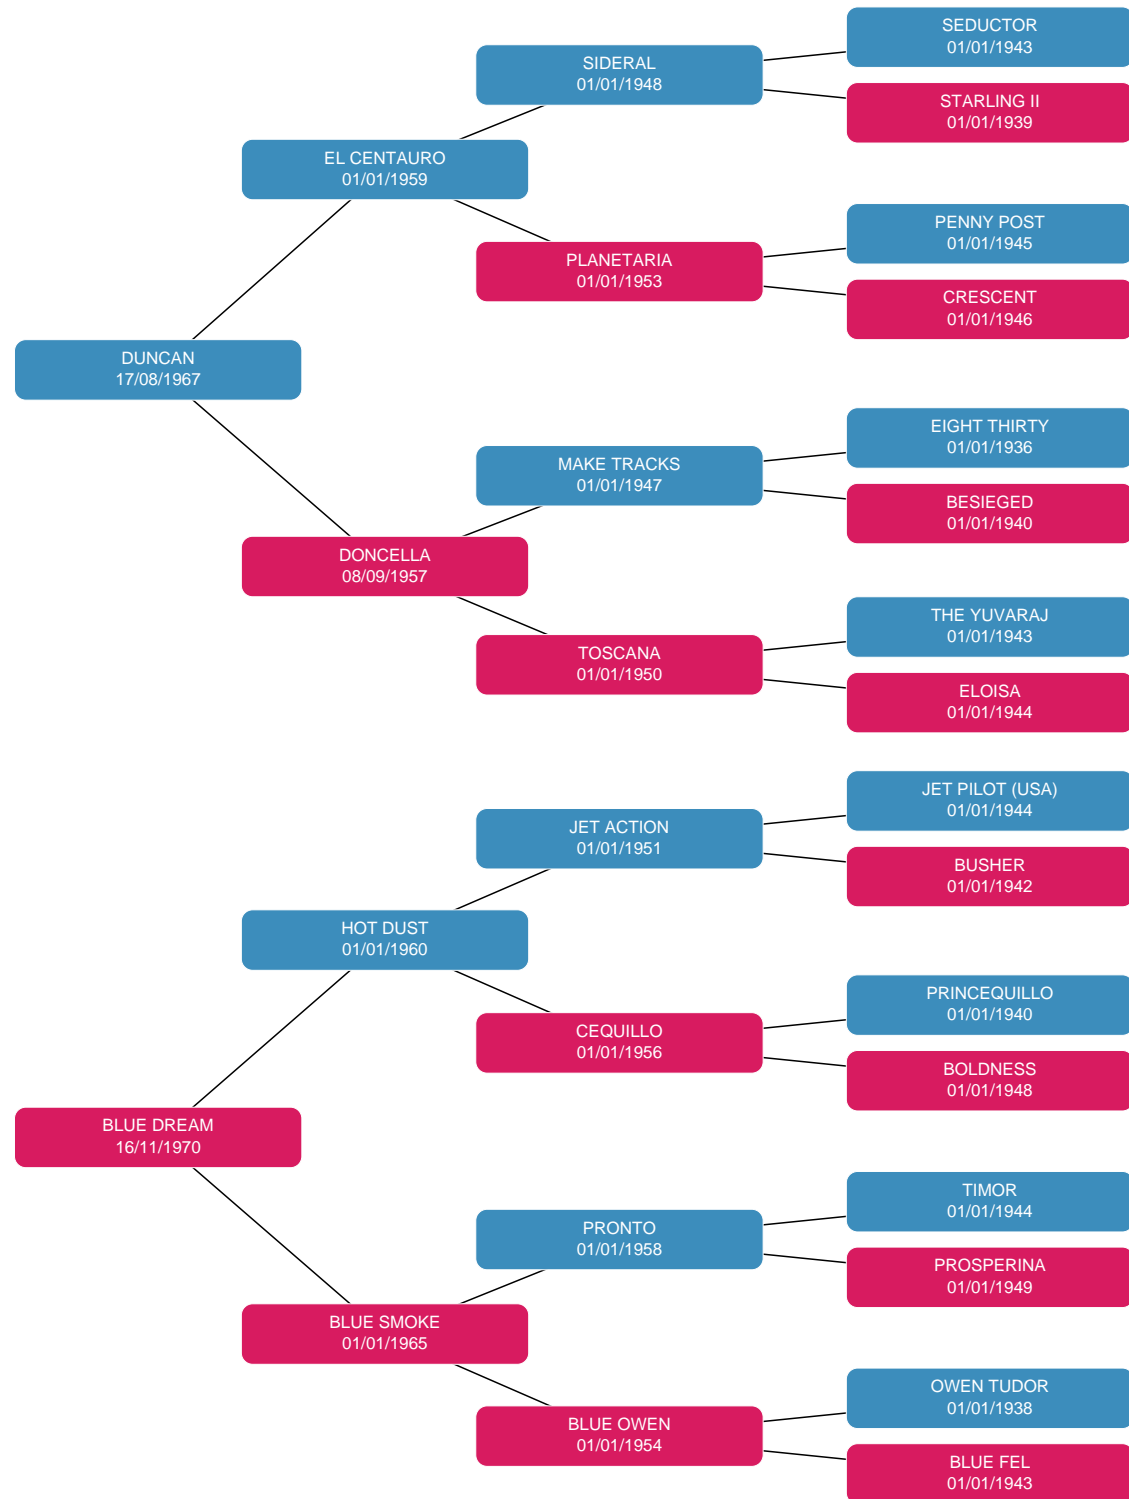 SEDUCTOR
01/01/1943
SIDERAL
01/01/1948
STARLING II
01/01/1939
EL CENTAURO
01/01/1959
PENNY POST
01/01/1945
PLANETARIA
01/01/1953
CRESCENT
01/01/1946
DUNCAN
17/08/1967
EIGHT THIRTY
01/01/1936
MAKE TRACKS
01/01/1947
BESIEGED
01/01/1940
DONCELLA
08/09/1957
THE YUVARAJ
01/01/1943
TOSCANA
01/01/1950
ELOISA
01/01/1944
JET PILOT (USA)
01/01/1944
JET ACTION
01/01/1951
BUSHER
01/01/1942
HOT DUST
01/01/1960
PRINCEQUILLO
01/01/1940
CEQUILLO
01/01/1956
BOLDNESS
01/01/1948
BLUE DREAM
16/11/1970
TIMOR
01/01/1944
PRONTO
01/01/1958
PROSPERINA
01/01/1949
BLUE SMOKE
01/01/1965
OWEN TUDOR
01/01/1938
BLUE OWEN
01/01/1954
BLUE FEL
01/01/1943